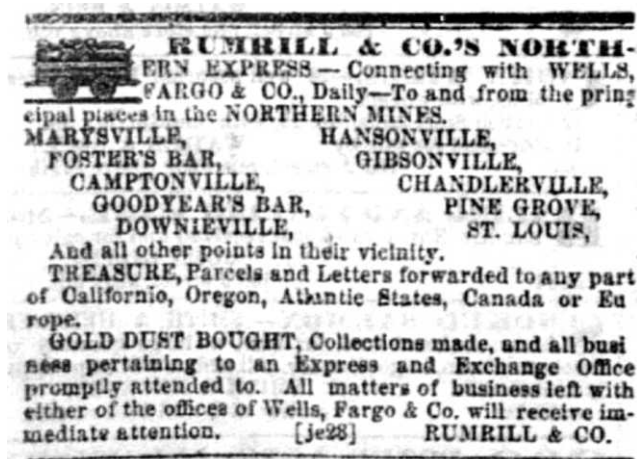 RUMRILL & CO.'S NORTH-
ERN EXPRESS — Connecting with WELLS,
FARGO & CO., Daily—To and from the prin
cipal places in the NORTHERN MINES.
MARYSVILLE, HANSONVILLE,
FOSTER'S BAR, GIBSONVILLE,
CAMPTONVILLE, CHANDLERVILLE,
GOODYEAR'S BAR, PINE GROVE,
DOWNIEVILLE, ST. LOUIS,
And all other points in their vicinity.
TREASURE, Parcels and Letters forwarded to any part
of Californio, Oregon, Atlantic States, Canada or Eu
rope.
GOLD DUST BOUGHT, Collections made, and all busi
ness pertaining to an Express and Exchange Office
promptly attended to. All matters of business left with
either of the offices of Wells, Fargo & Co. will receive im-
mediate attention. [je28] RUMRILL & CO.